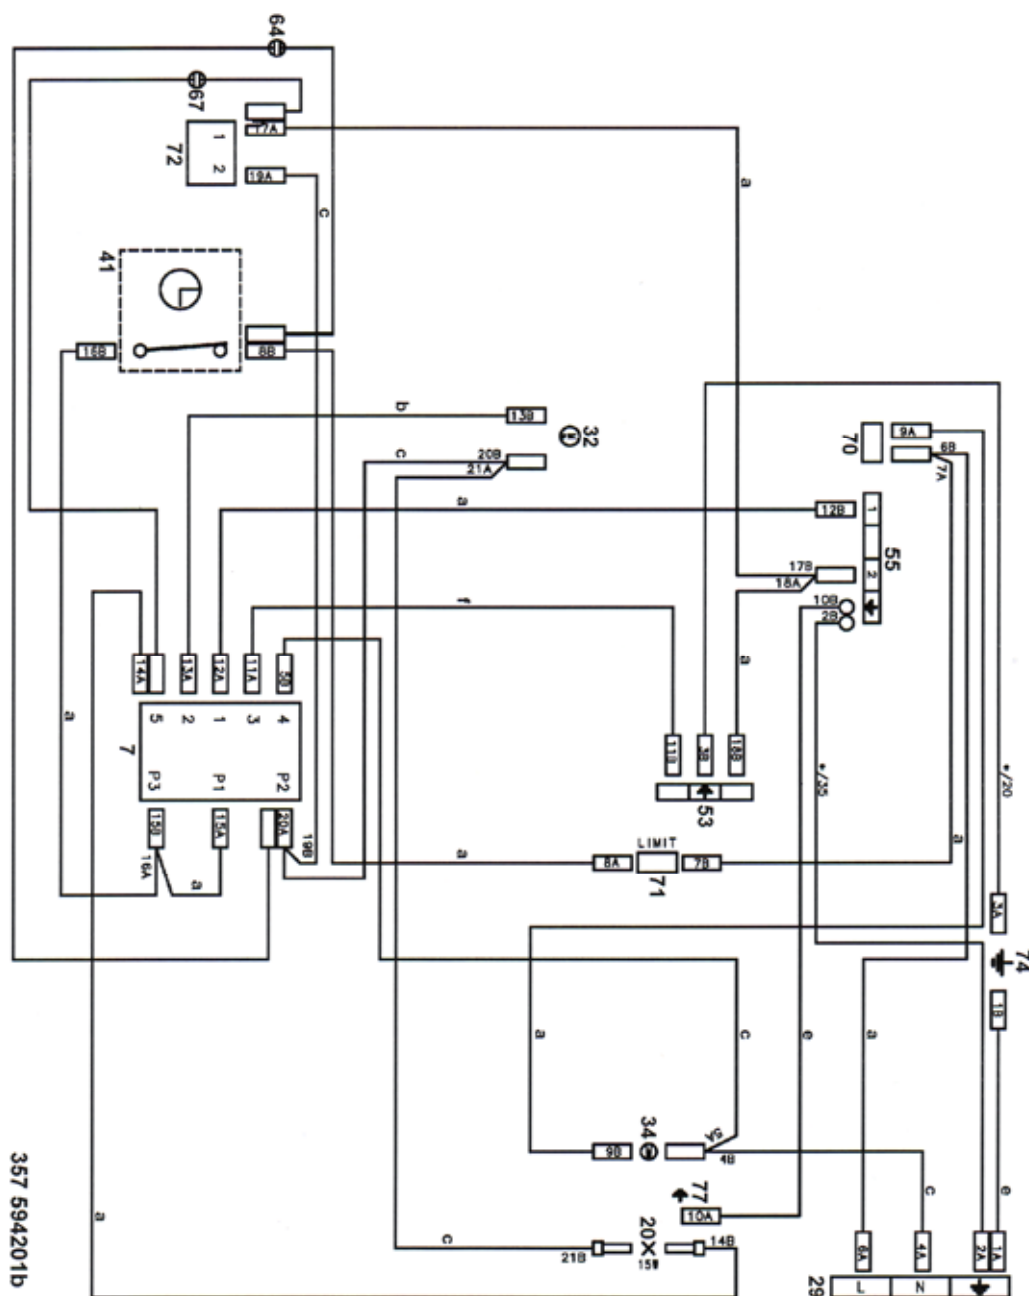 64
67
17A
1
2
72
19A
a
c
41
16B
8B
b
13B
32
c
20B
21A
9A
70
6B
7A
a
12B
1
55
17B
18A
2
10B
2B
f
a
14A
13A
12A
11A
5B
5
2
1
3
4
7
P3
P1
P2
a
11B
3B
18B
53
*/35
*/20
15B
15A
20A
19B
16A
a
a
8A
LIMIT
7B
71
a
3A
74
1B
a
c
e
a
34
9B
5A
4B
c
e
77
10A
20
15W
14B
c
21B
6A
4A
2A
1A
29
L
N
a
357 594201b